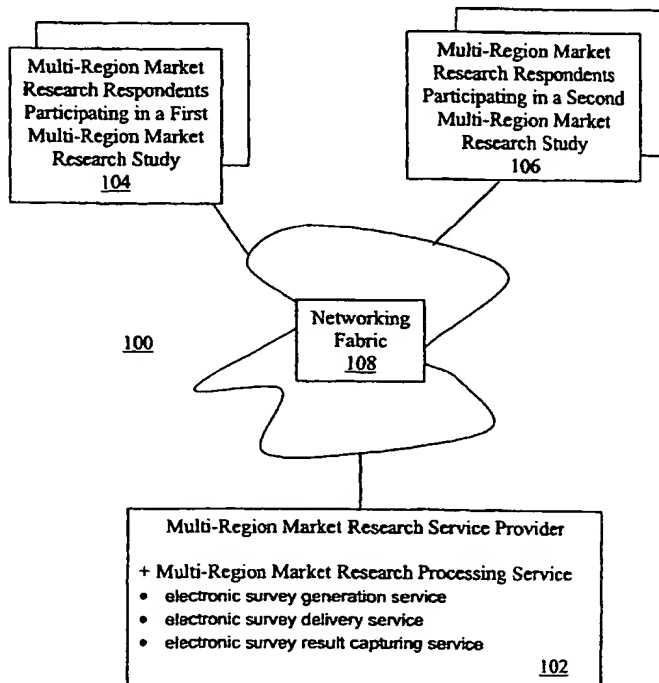 Multi-Region Market
Research Respondents
Participating in a First
Multi-Region Market
Research Study
104
Multi-Region Market
Research Respondents
Participating in a Second
Multi-Region Market
Research Study
106
Networking
Fabric
108
100
Multi-Region Market Research Service Provider
+ Multi-Region Market Research Processing Service
• electronic survey generation service
• electronic survey delivery service
• electronic survey result capturing service
102